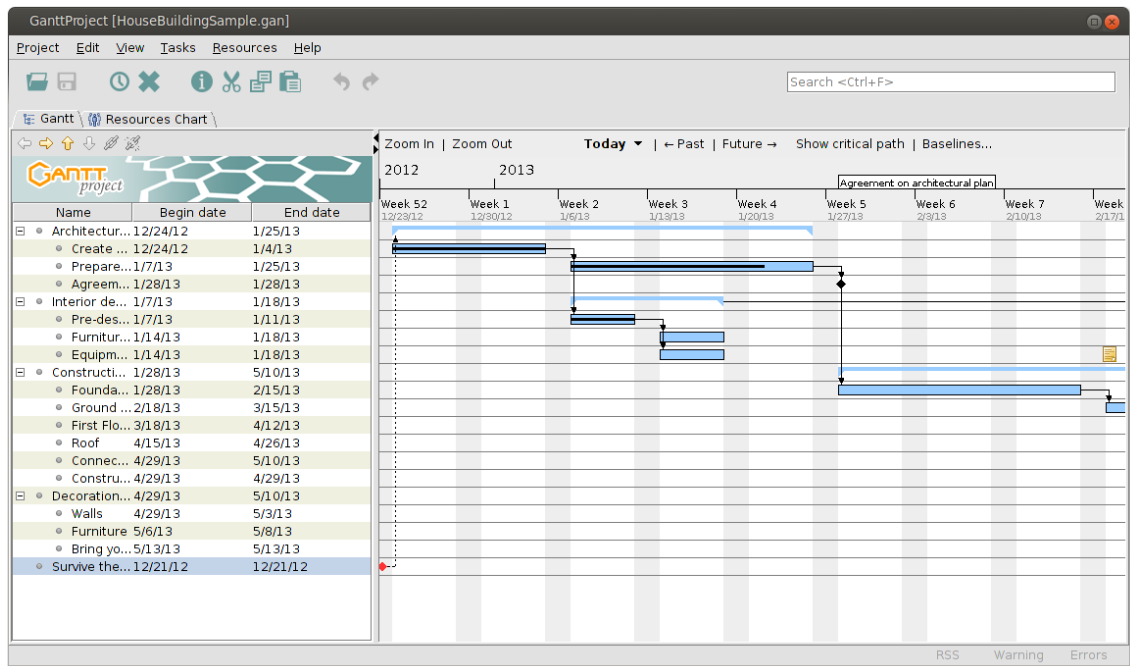 GanttProject [HouseBuildingSample.gan]
Project Edit View Tasks Resources Help
Search <Ctrl+F>
Gantt Resources Chart
Zoom In | Zoom Out Today | ←Past | Future → Show critical path | Baselines...
GANTT project
2012 2013
Agreement on architectural plan
Week 52 Week 1 Week 2 Week 3 Week 4 Week 5 Week 6 Week 7 Week
12/23/12 12/30/12 1/6/13 1/13/13 1/20/13 1/27/13 2/3/13 2/10/13 2/17/1
Name Begin date End date
Architectur... 12/24/12 1/25/13
Create ... 12/24/12 1/4/13
Prepare... 1/7/13 1/25/13
Agreem... 1/28/13 1/28/13
Interior de... 1/7/13 1/18/13
Pre-des... 1/7/13 1/11/13
Furnitur... 1/14/13 1/18/13
Equipm... 1/14/13 1/18/13
Constructi... 1/28/13 5/10/13
Founda... 1/28/13 2/15/13
Ground ... 2/18/13 3/15/13
First Flo... 3/18/13 4/12/13
Roof 4/15/13 4/26/13
Connec... 4/29/13 5/10/13
Constru... 4/29/13 4/29/13
Decoration... 4/29/13 5/10/13
Walls 4/29/13 5/3/13
Furniture 5/6/13 5/8/13
Bring yo... 5/13/13 5/13/13
Survive the... 12/21/12 12/21/12
RSS Warning Errors